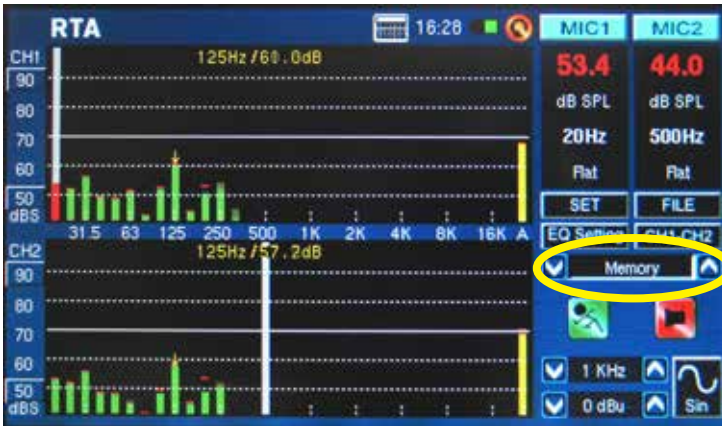 RTA 16:28
CH1 125Hz/60.0dB
90
80
70
60
50
dBS
31.5 63 125 250 500 1K 2K 4K 8K 16K A
CH2 125Hz/57.2dB
90
80
70
60
50
dBS
MIC1 MIC2
53.4 44.0
dB SPL dB SPL
20Hz 500Hz
Flat Flat
SET FILE
EQ Setting CH1 CH2
Memory
1 KHz
0 dBu
Sin